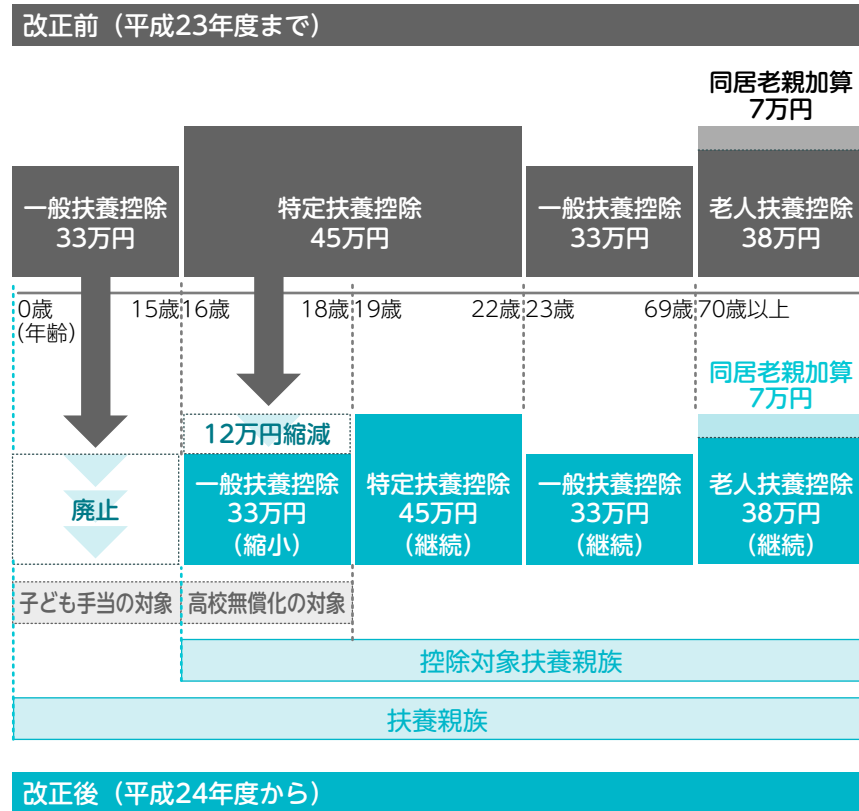 改正前（平成23年度まで）
同居老親加算
7万円
一般扶養控除
33万円
特定扶養控除
45万円
一般扶養控除
33万円
老人扶養控除
38万円
0歳
(年齢)
15歳
16歳
18歳
19歳
22歳
23歳
69歳
70歳以上
同居老親加算
7万円
12万円縮減
廃止
一般扶養控除
33万円
（縮小）
特定扶養控除
45万円
（継続）
一般扶養控除
33万円
（継続）
老人扶養控除
38万円
（継続）
子ども手当の対象
高校無償化の対象
控除対象扶養親族
扶養親族
改正後（平成24年度から）